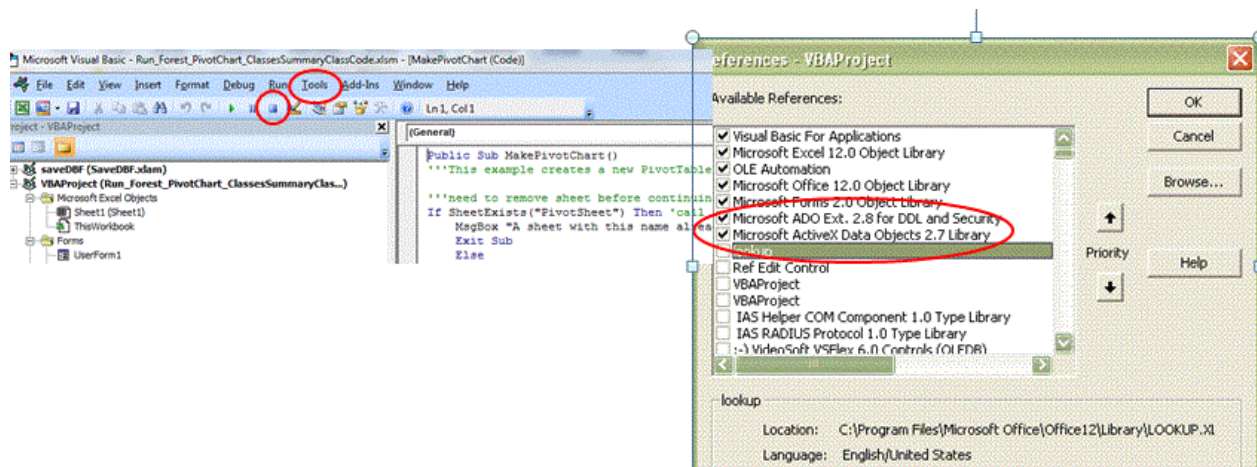 Microsoft Visual Basic - Run_Forest_PivotChart_ClassesSummaryClassCode.xlsm - [MakePivotChart (Code)]
File Edit View Insert Format Debug Run Tools Add-Ins Window Help
Ln 1, Col 1
roject - VBAProject
(General)
saveDBF (SaveDBF.xlam)
VBAProject (Run_Forest_PivotChart_ClassesSummaryClas...)
Microsoft Excel Objects
Sheet1 (Sheet1)
ThisWorkbook
Forms
UserForm1
Public Sub MakePivotChart()
'''This example creates a new PivotTable
'''need to remove sheet before continuin
If SheetExists("PivotSheet") Then 'call
MsgBox "A sheet with this name alrea
Exit Sub
Else
eferences - VBAProject
Available References:
Visual Basic For Applications
Microsoft Excel 12.0 Object Library
OLE Automation
Microsoft Office 12.0 Object Library
Microsoft Forms 2.0 Object Library
Microsoft ADO Ext. 2.8 for DDL and Security
Microsoft ActiveX Data Objects 2.7 Library
lookup
Ref Edit Control
VBAProject
VBAProject
IAS Helper COM Component 1.0 Type Library
IAS RADIUS Protocol 1.0 Type Library
:-) VideoSoft VSFlex 6.0 Controls (OLEDB)
OK
Cancel
Browse...
Priority
Help
lookup
Location: C:\Program Files\Microsoft Office\Office12\Library\LOOKUP.XL
Language: English/United States